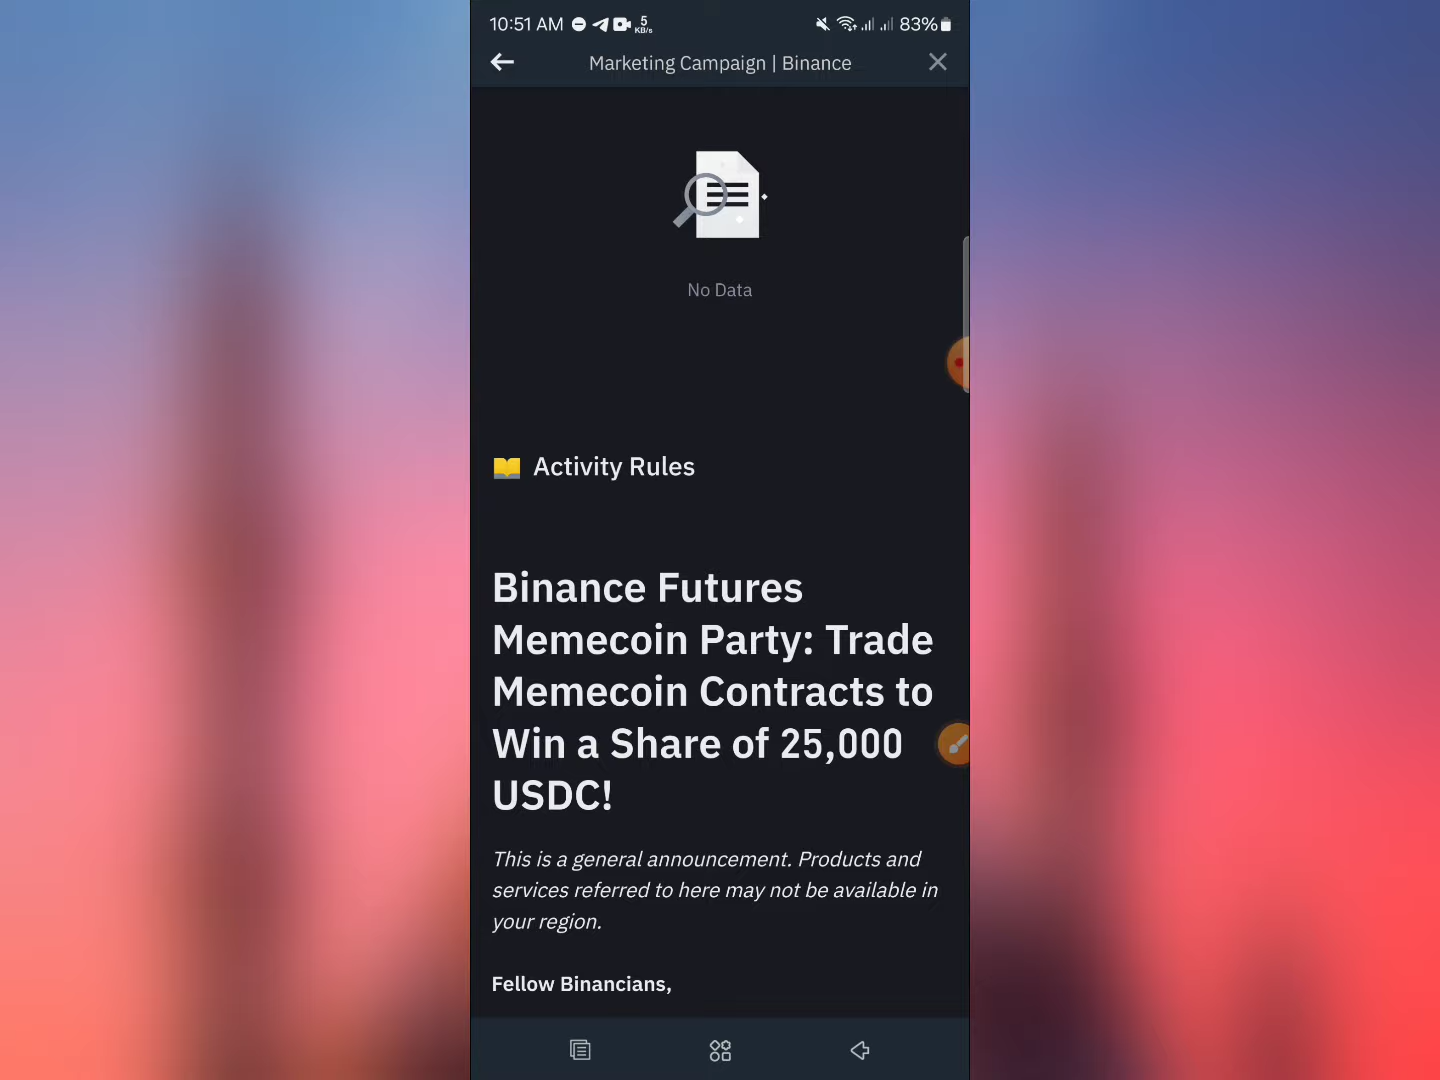 10:51 AM 5 KB/s 83%
Marketing Campaign | Binance
No Data
Activity Rules
Binance Futures
Memecoin Party: Trade
Memecoin Contracts to
Win a Share of 25,000
USDC!
This is a general announcement. Products and
services referred to here may not be available in
your region.
Fellow Binancians,